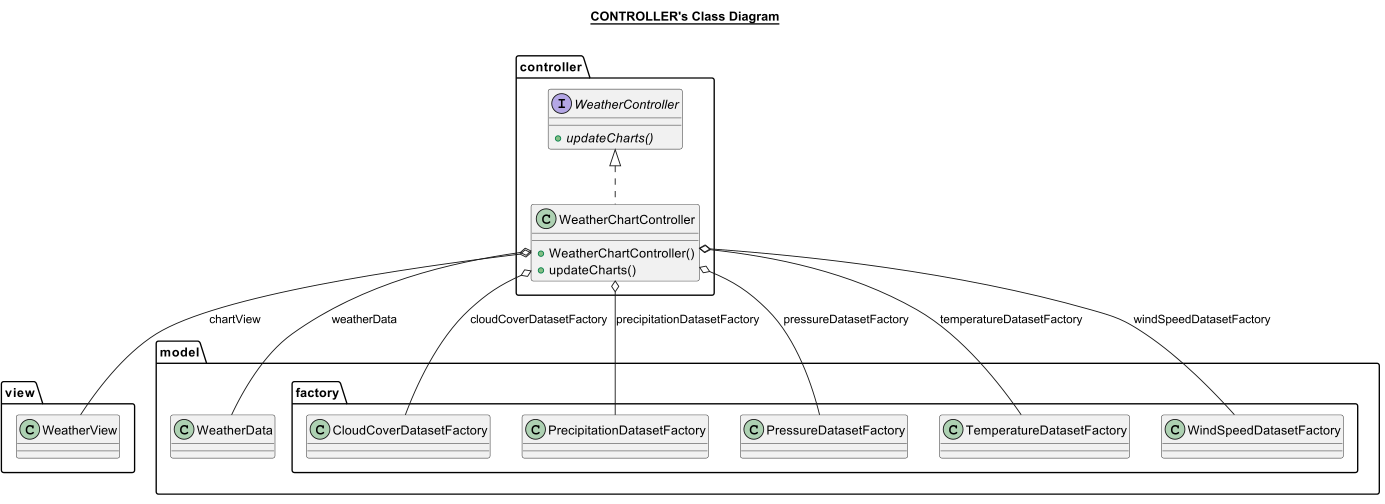 CONTROLLER's Class Diagram
controller
I WeatherController
updateCharts()
C WeatherChartController
WeatherChartController()
updateCharts()
chartView
weatherData
cloudCoverDatasetFactory
precipitationDatasetFactory
pressureDatasetFactory
temperatureDatasetFactory
windSpeedDatasetFactory
model
view
factory
C WeatherView
C WeatherData
C CloudCoverDatasetFactory
C PrecipitationDatasetFactory
C PressureDatasetFactory
C TemperatureDatasetFactory
C WindSpeedDatasetFactory